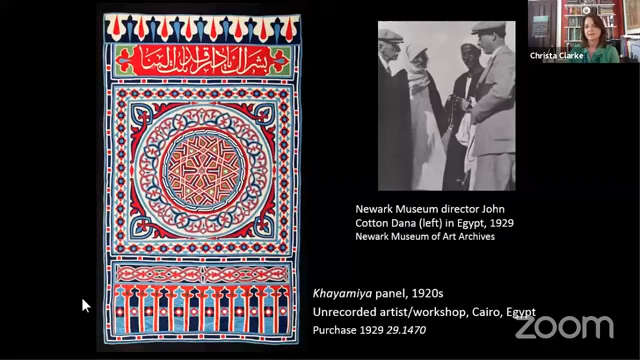 Christa Clarke
Newark Museum director John
Cotton Dana (left) in Egypt, 1929
Newark Museum of Art Archives
Khayamiya panel, 1920s
Unrecorded artist/workshop, Cairo, Egypt
Purchase 1929 29.1470
zoom